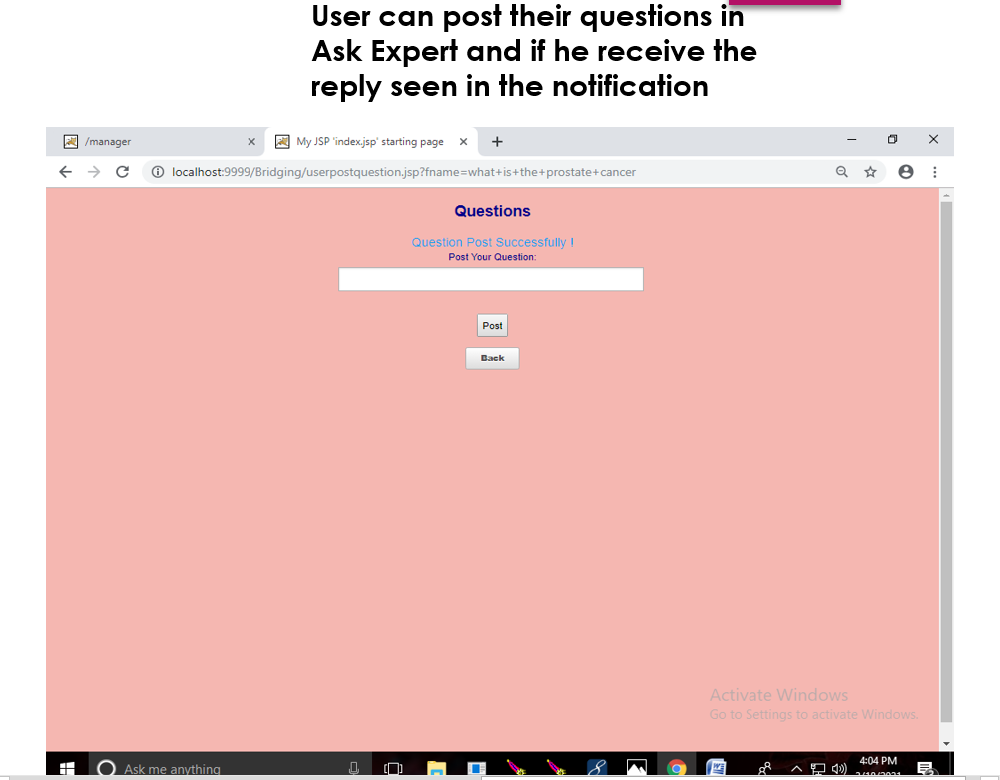 User can post their questions in
Ask Expert and if he receive the
reply seen in the notification
/manager
My JSP 'index.jsp' starting page
localhost:9999/Bridging/userpostquestion.jsp?fname=what+is+the+prostate+cancer
Questions
Question Post Successfully !
Post Your Question:
Post
Back
Activate Windows
Go to Settings to activate Windows.
Ask me anything
4:04 PM